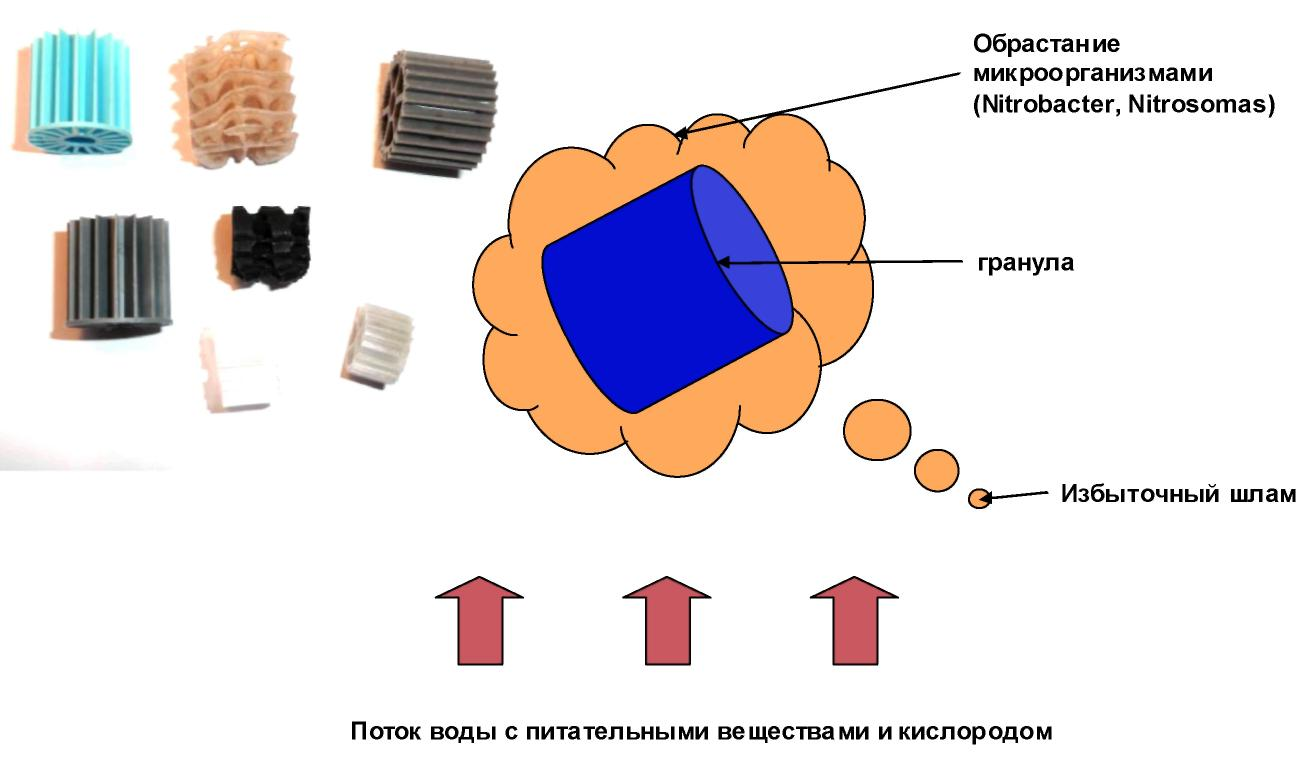 Обрастание
микроорганизмами
(Nitrobacter, Nitrosomas)
гранула
Избыточный шлам
Поток воды с питательными веществами и кислородом